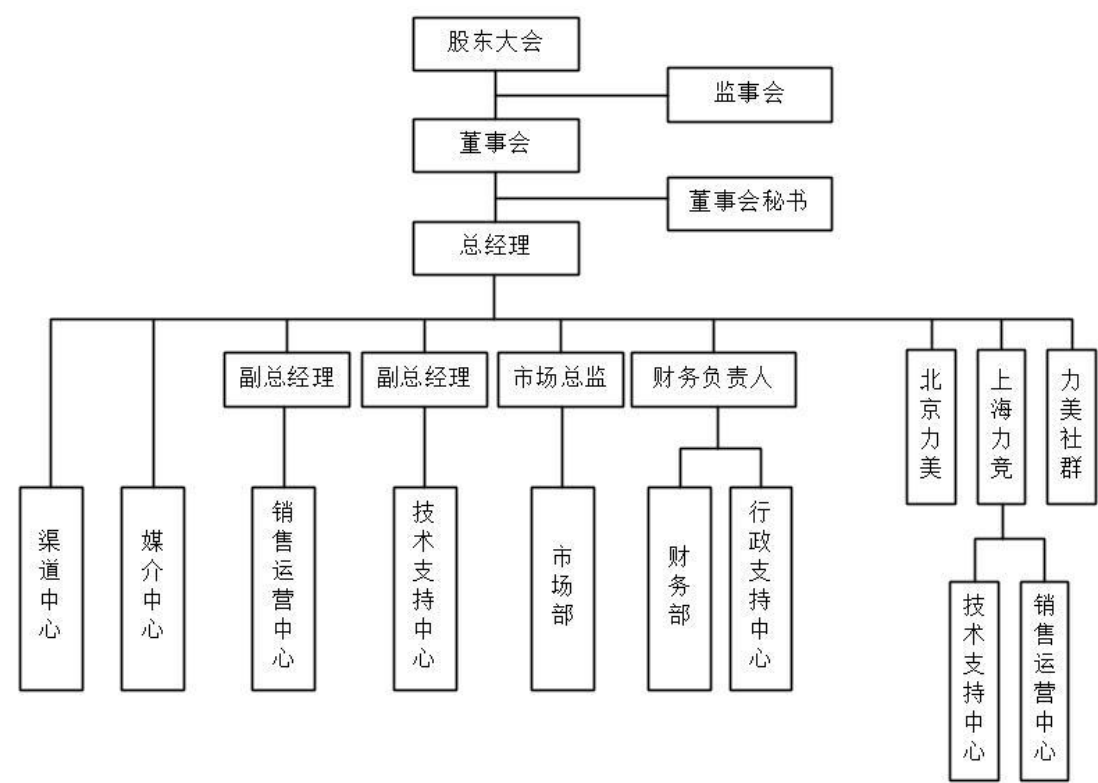 股东大会
监事会
董事会
董事会秘书
总经理
副总经理
副总经理
市场总监
财务负责人
北京力美
上海力竞
力美社群
渠道中心
媒介中心
销售运营中心
技术支持中心
市场部
财务部
行政支持中心
技术支持中心
销售运营中心